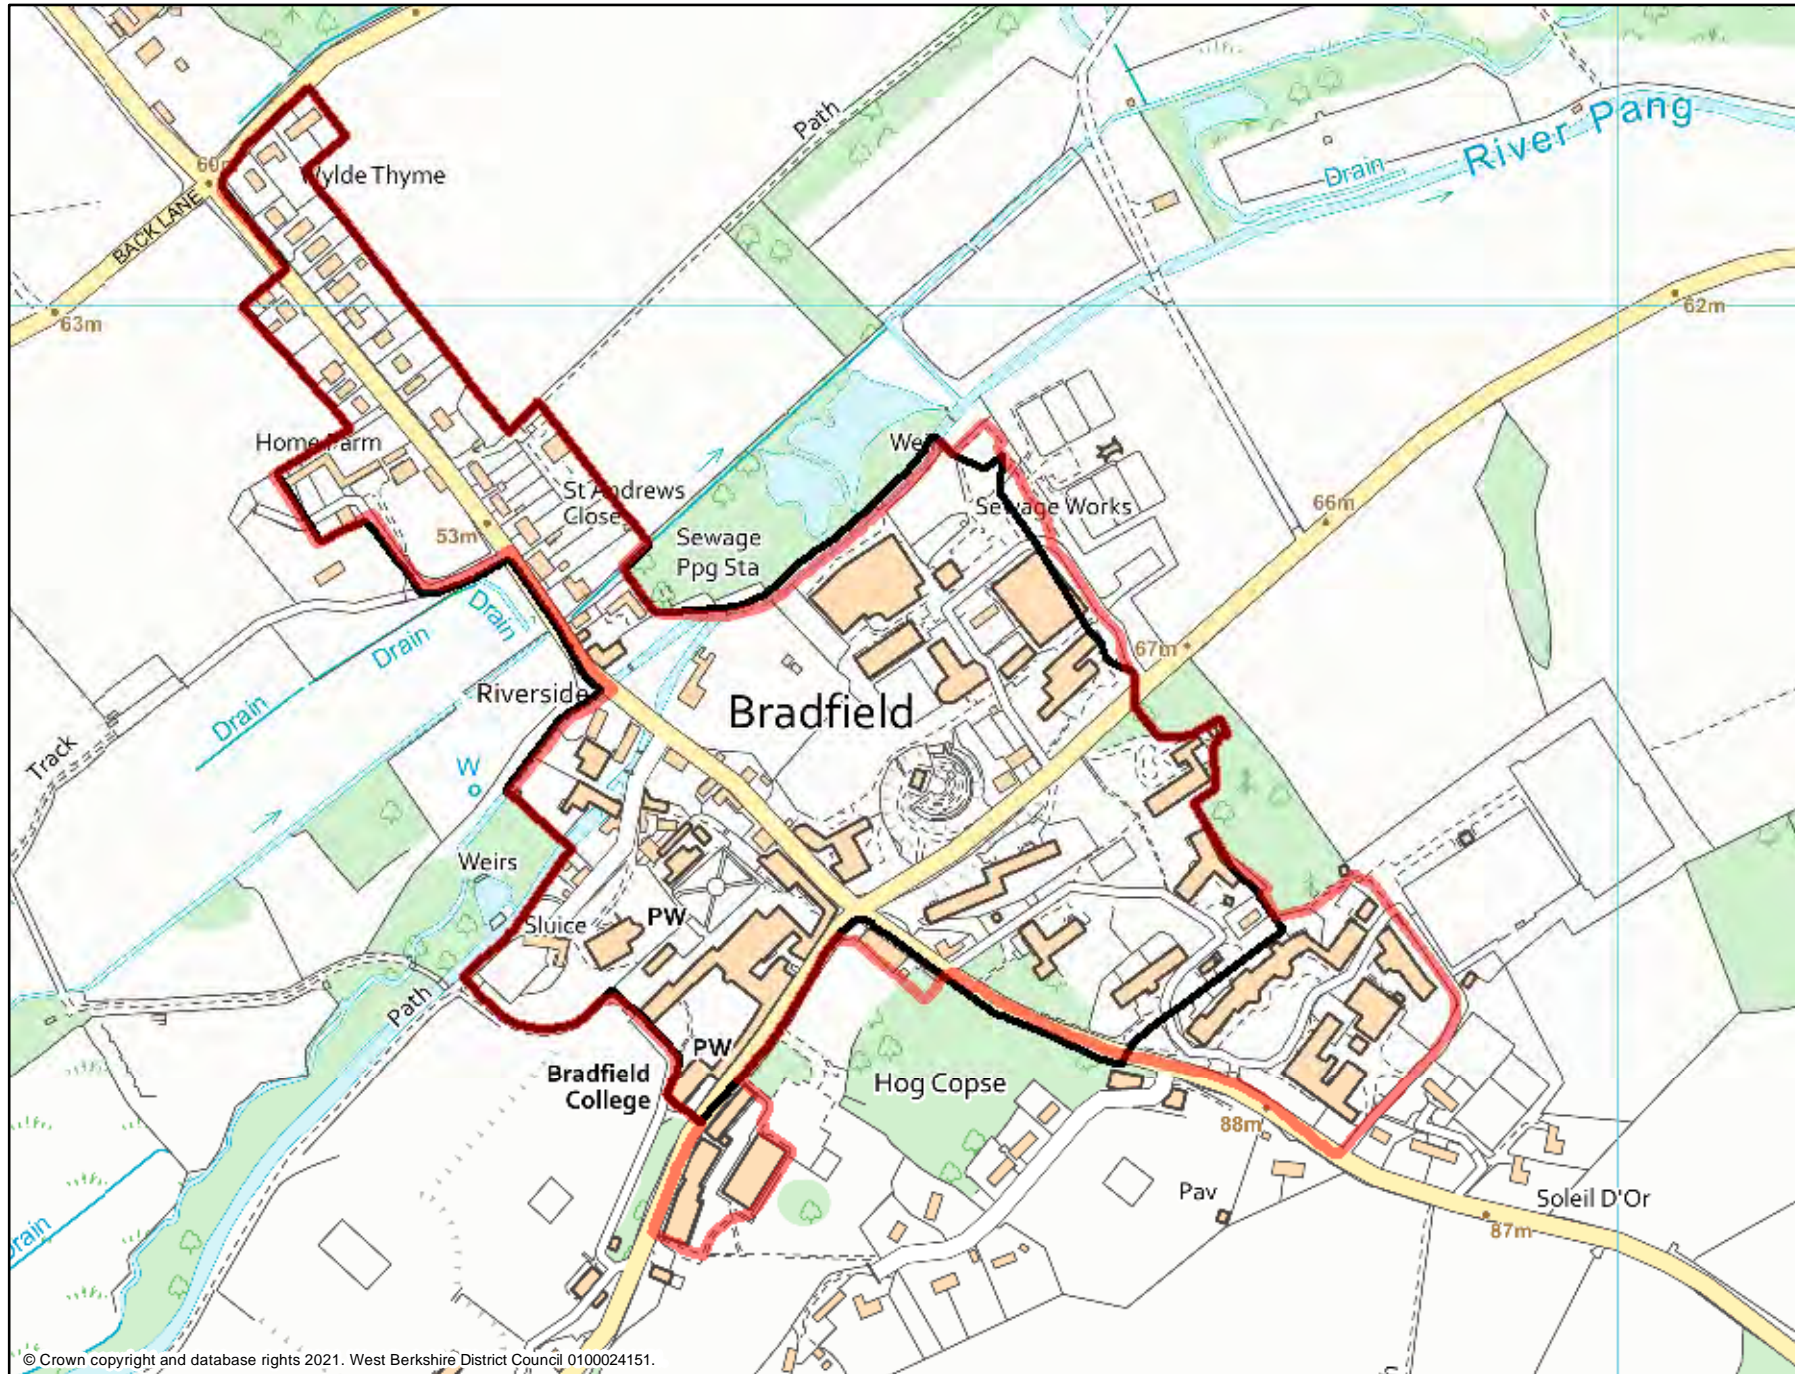 Path
River Pang
Drain
60m
Wylde Thyme
BACK LANE
63m
62m
Home Farm
Weir
St Andrews
Close
Sewage Works
66m
53m
Sewage
Ppg Sta
Drain
Drain
67m
Riverside
Bradfield
Drain
Track
W
Weirs
PW
Sluice
Path
PW
Bradfield
College
Hog Copse
88m
Pav
Soleil D'Or
87m
Drain
© Crown copyright and database rights 2021. West Berkshire District Council 0100024151.